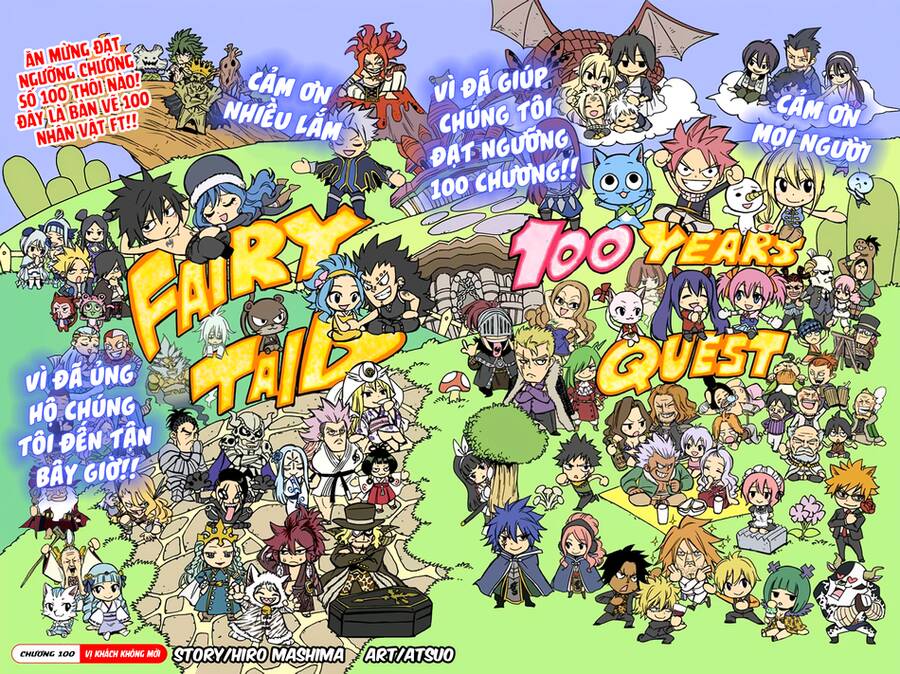 ĂN MỪNG ĐẠT
NGƯỠNG CHƯƠNG
SỐ 100 THÔI NÀO!
ĐÂY LÀ BẢN VẼ 100
NHÂN VẬT FT!!
CẢM ƠN
NHIỀU LẮM
VÌ ĐÃ GIÚP
CHÚNG TÔI
ĐẠT NGƯỠNG
100 CHƯƠNG!!
CẢM ƠN
MỌI NGƯỜI
FAIRY
TAIL
100 YEARS
QUEST
VÌ ĐÃ ỦNG
HỘ CHÚNG
TÔI ĐẾN TẬN
BÂY GIỜ!!
CHƯƠNG 100 VỊ KHÁCH KHÔNG MỜI STORY/HIRO MASHIMA ART/ATSUO